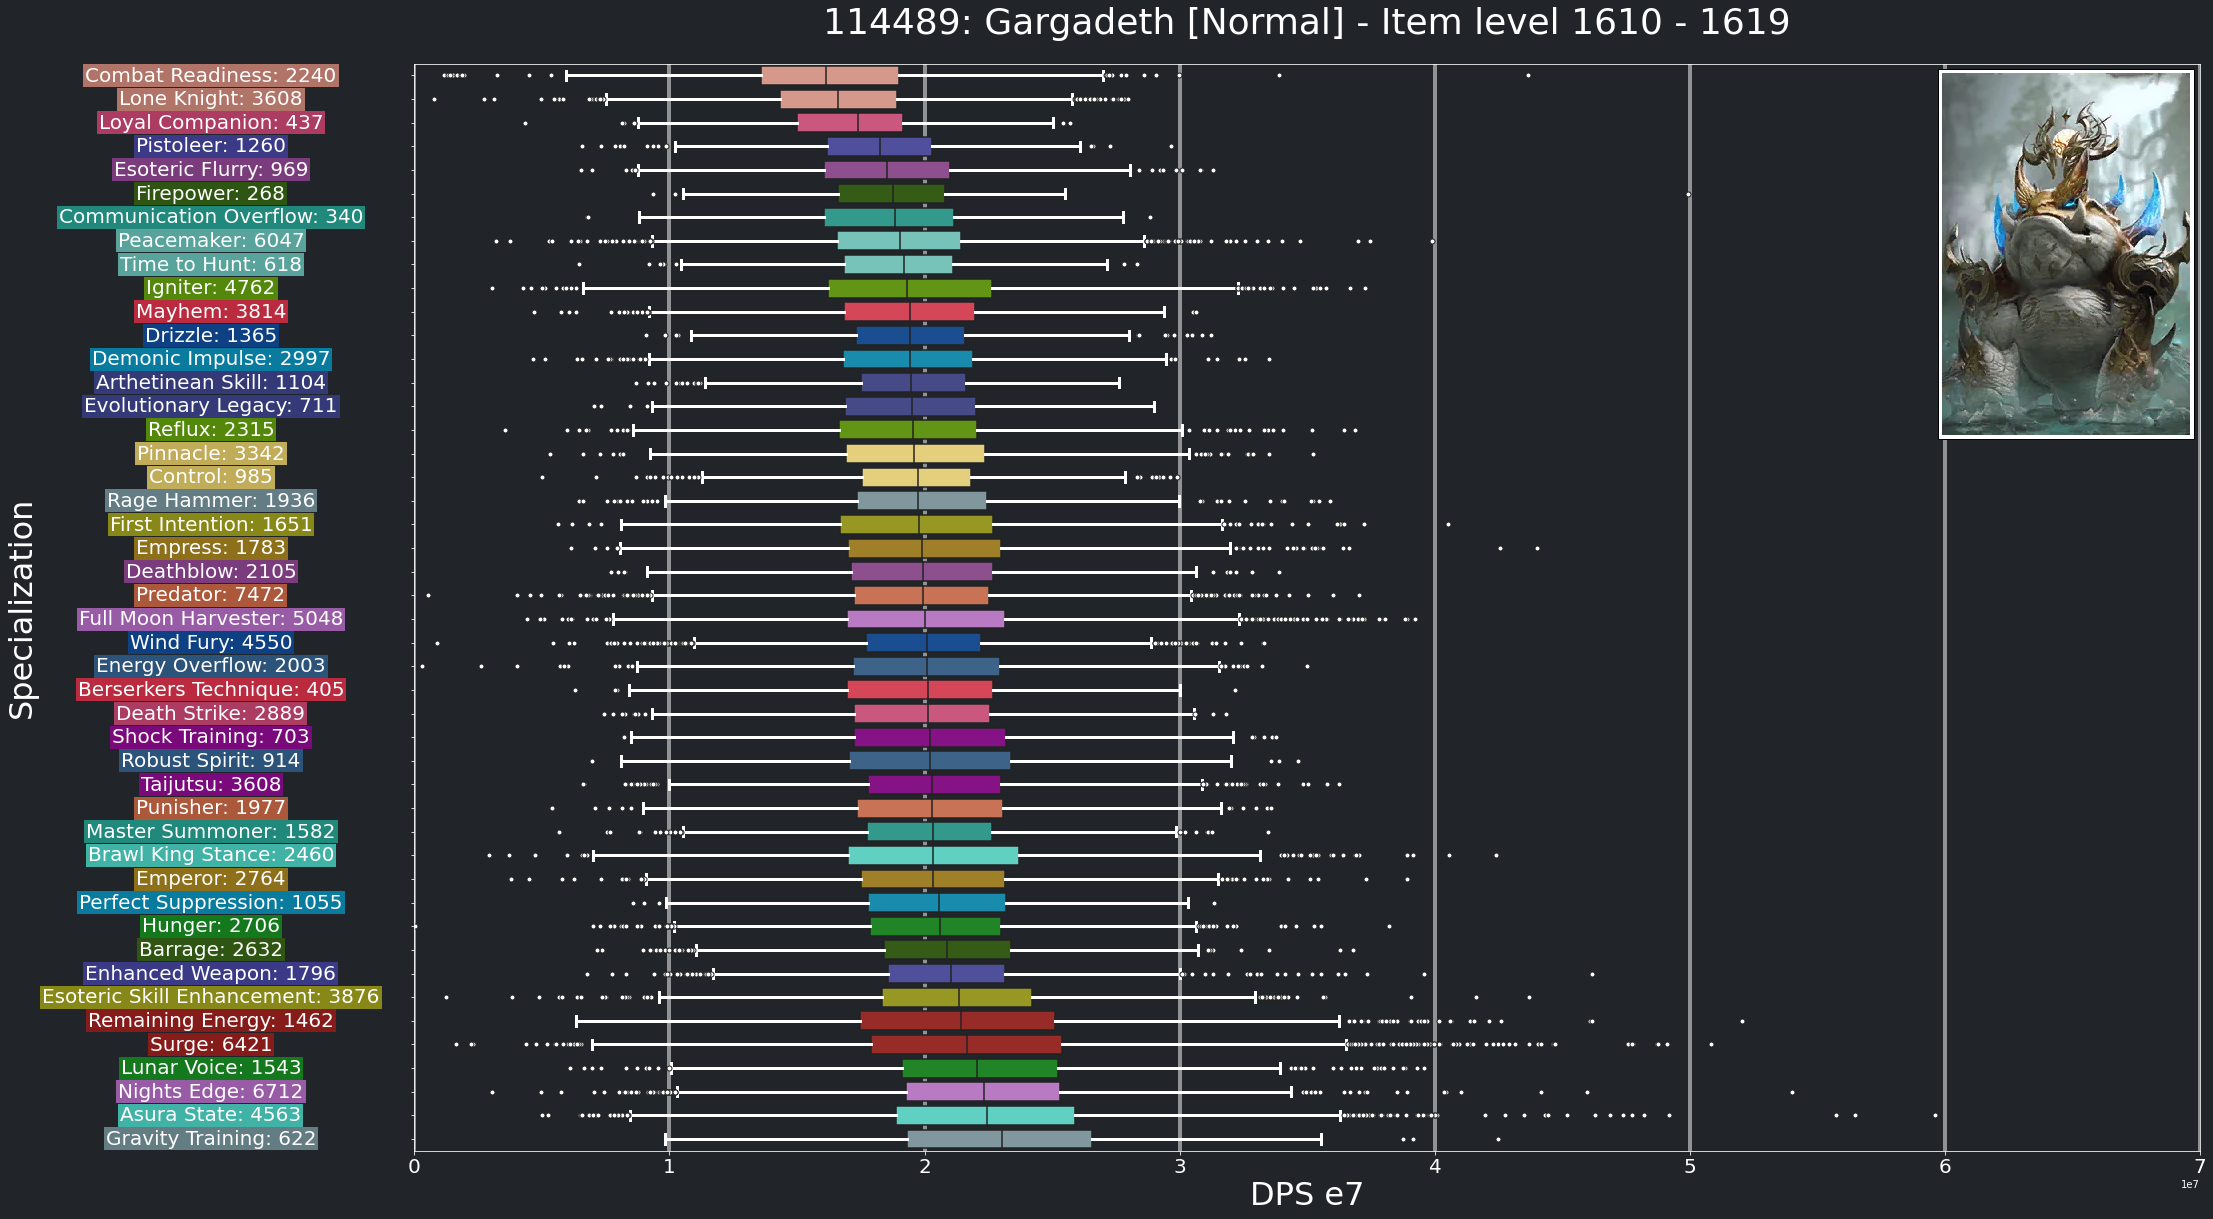 114489: Gargadeth [Normal] - Item level 1610 - 1619
Combat Readiness: 2240
Lone Knight: 3608
Loyal Companion: 437
Pistoleer: 1260
Esoteric Flurry: 969
Firepower: 268
Communication Overflow: 340
Peacemaker: 6047
Time to Hunt: 618
Igniter: 4762
Mayhem: 3814
Drizzle: 1365
Demonic Impulse: 2997
Arthetinean Skill: 1104
Evolutionary Legacy: 711
Reflux: 2315
Pinnacle: 3342
Control: 985
Rage Hammer: 1936
First Intention: 1651
Empress: 1783
Deathblow: 2105
Predator: 7472
Full Moon Harvester: 5048
Wind Fury: 4550
Energy Overflow: 2003
Berserkers Technique: 405
Death Strike: 2889
Shock Training: 703
Robust Spirit: 914
Taijutsu: 3608
Punisher: 1977
Master Summoner: 1582
Brawl King Stance: 2460
Emperor: 2764
Perfect Suppression: 1055
Hunger: 2706
Barrage: 2632
Enhanced Weapon: 1796
Esoteric Skill Enhancement: 3876
Remaining Energy: 1462
Surge: 6421
Lunar Voice: 1543
Nights Edge: 6712
Asura State: 4563
Gravity Training: 622
Specialization
0 1 2 3 4 5 6 7
DPS e7
1e7